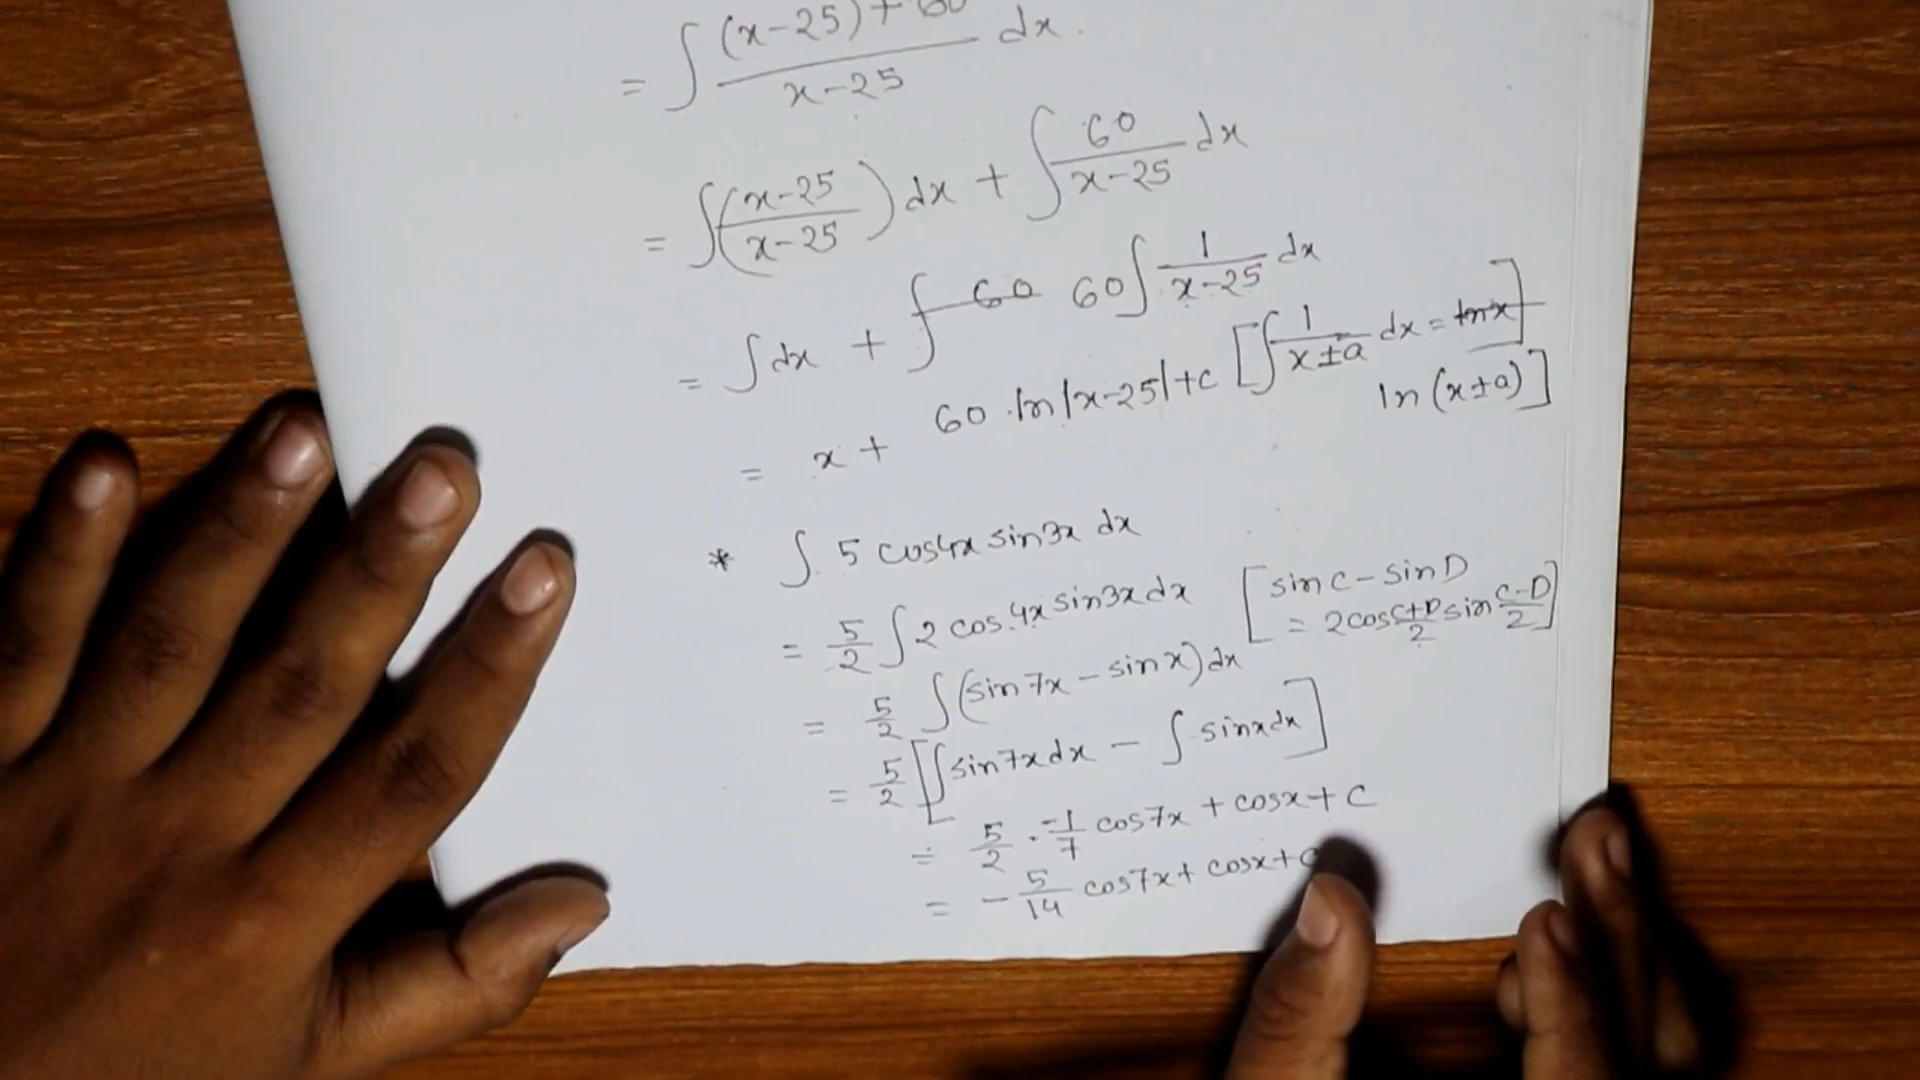 = ∫ (x-25)+60 / x-25 dx.
= ∫(x-25 / x-25) dx + ∫ 60 / x-25 dx
= ∫dx + ∫ 60 60∫ 1 / x-25 dx
= x + 60 . ln|x-25|+c [∫ 1 / x±a dx = ln x]
ln (x±a)]
* ∫. 5 cos4x sin3x dx
= 5/2 ∫ 2 cos.4x sin3x dx [sin C - sin D
= 2cos C+D/2 sin C-D/2]
= 5/2 ∫(sin 7x - sin x) dx
= 5/2 [∫sin7x dx - ∫ sinx dx]
= 5/2 . -1/7 cos7x + cosx + C
= - 5/14 cos7x + cosx + C